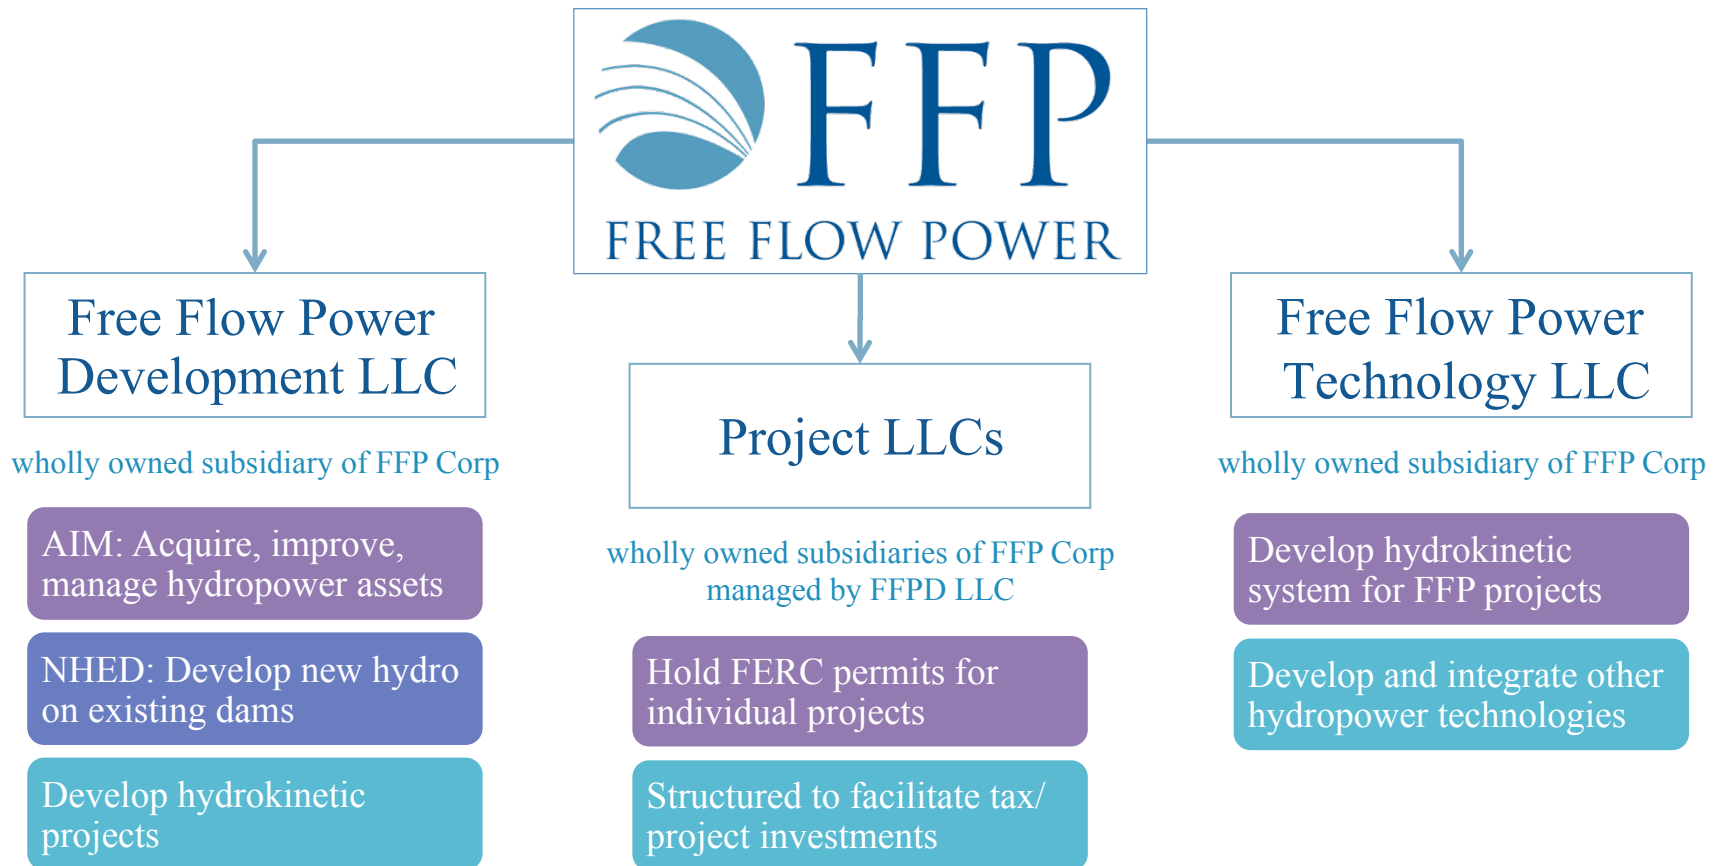 FFP
FREE FLOW POWER
Free Flow Power
Development LLC
wholly owned subsidiary of FFP Corp
AIM: Acquire, improve,
manage hydropower assets
NHED: Develop new hydro
on existing dams
Develop hydrokinetic
projects
Project LLCs
wholly owned subsidiaries of FFP Corp
managed by FFPD LLC
Hold FERC permits for
individual projects
Structured to facilitate tax/
project investments
Free Flow Power
Technology LLC
wholly owned subsidiary of FFP Corp
Develop hydrokinetic
system for FFP projects
Develop and integrate other
hydropower technologies